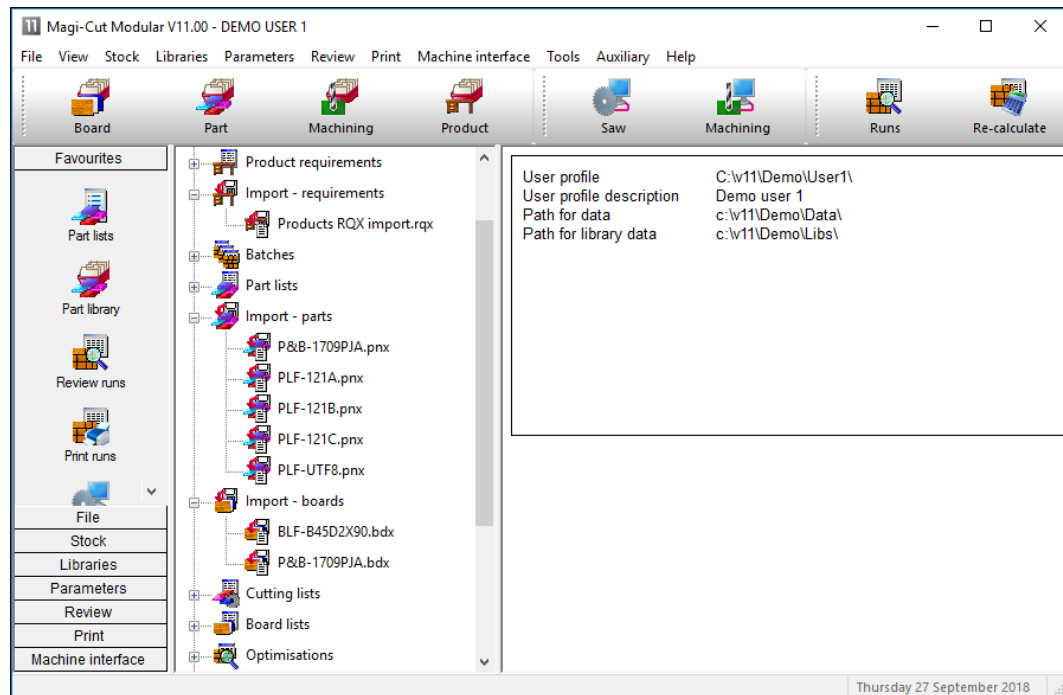 11 Magi-Cut Modular V11.00 - DEMO USER 1
File View Stock Libraries Parameters Review Print Machine interface Tools Auxiliary Help
Board Part Machining Product Saw Machining Runs Re-calculate
Favourites
Part lists
Part library
Review runs
Print runs
File
Stock
Libraries
Parameters
Review
Print
Machine interface
Product requirements
Import - requirements
Products RQX import.rqx
Batches
Part lists
Import - parts
P&B-1709PJA.pnx
PLF-121A.pnx
PLF-121B.pnx
PLF-121C.pnx
PLF-UTF8.pnx
Import - boards
BLF-B45D2X90.bdx
P&B-1709PJA.bdx
Cutting lists
Board lists
Optimisations
User profile C:\v11\Demo\User1\
User profile description Demo user 1
Path for data c:\v11\Demo\Data\
Path for library data c:\v11\Demo\Libs\
Thursday 27 September 2018